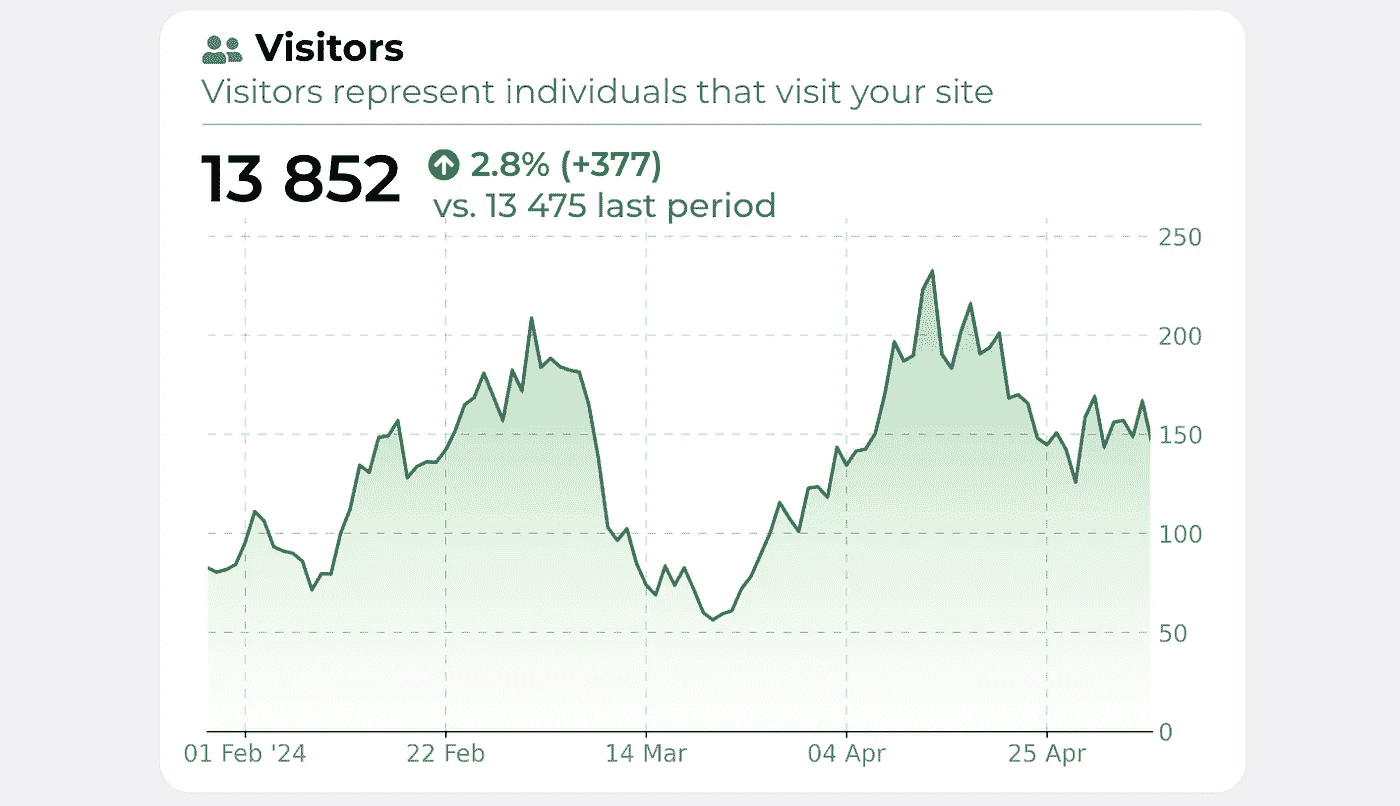 Visitors
Visitors represent individuals that visit your site
13 852
2.8% (+377)
vs. 13 475 last period
250
200
150
100
50
0
01 Feb '24
22 Feb
14 Mar
04 Apr
25 Apr